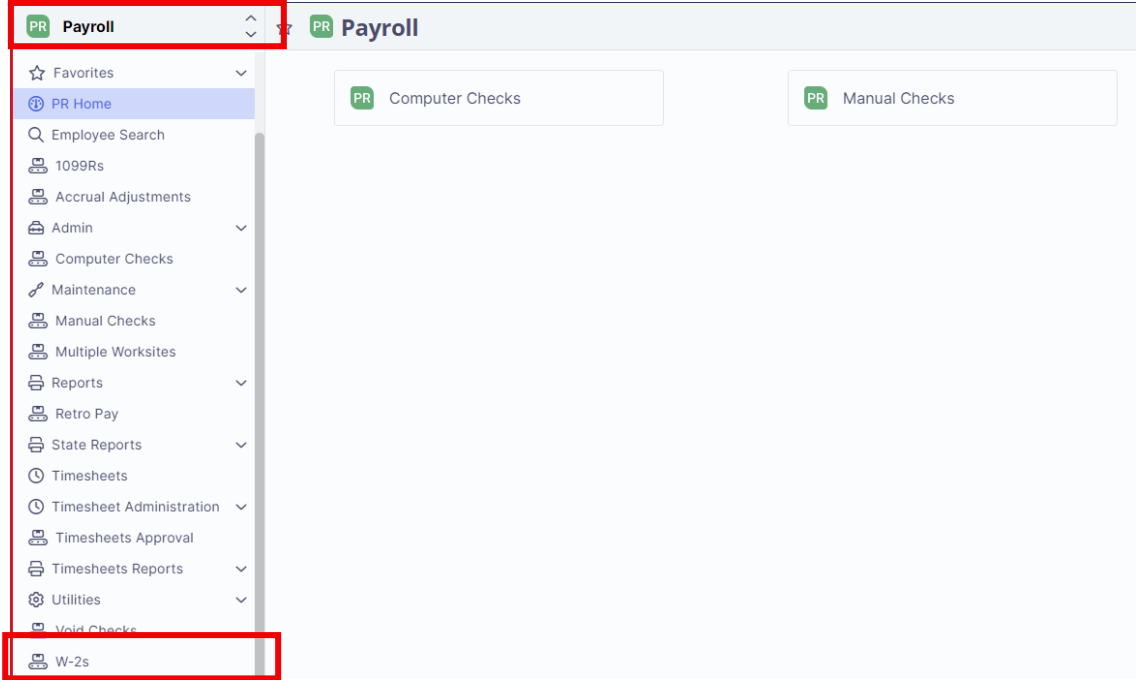 PR Payroll
Favorites
PR Home
Employee Search
1099Rs
Accrual Adjustments
Admin
Computer Checks
Maintenance
Manual Checks
Multiple Worksites
Reports
Retro Pay
State Reports
Timesheets
Timesheet Administration
Timesheets Approval
Timesheets Reports
Utilities
Void Checks
W-2s
PR Payroll
PR Computer Checks
PR Manual Checks